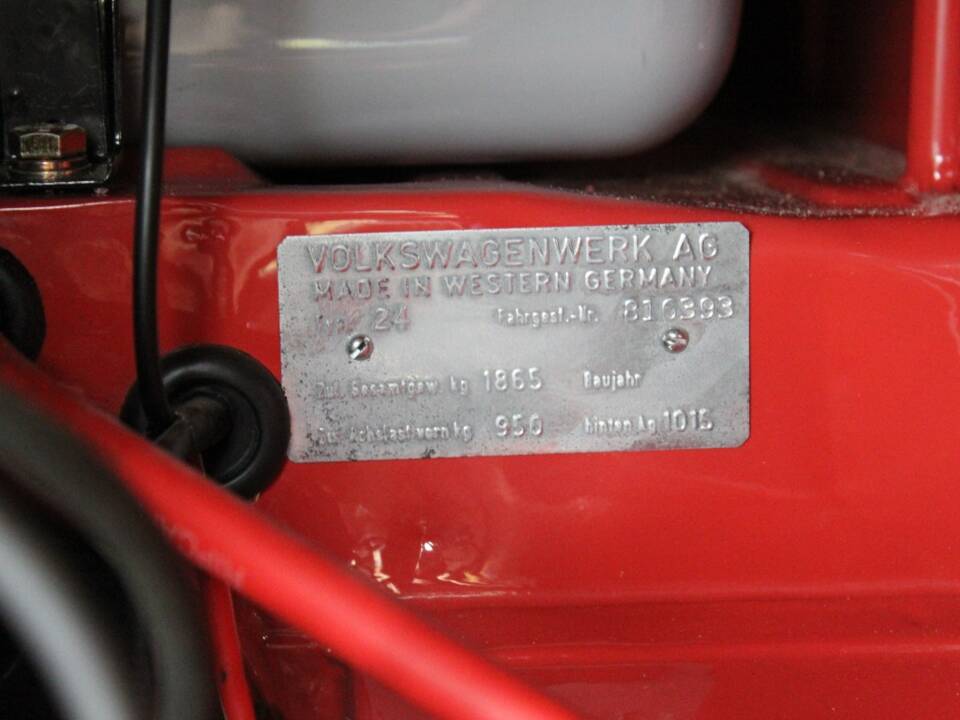 VOLKSWAGENWERK AG
MADE IN WESTERN GERMANY
Typ 24 Fahrgest.-Nr. 816393
Zul. Gesamtgew kg 1865 Baujahr
Zul. Achslast vorn kg 950 hinten kg 1015